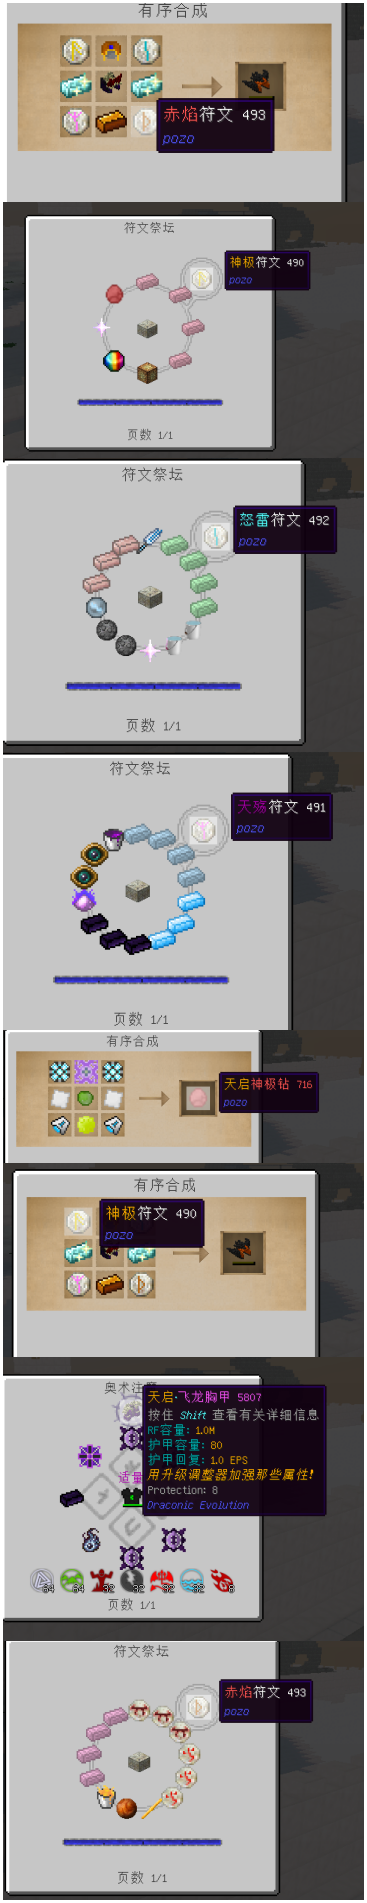 有序合成
赤焰符文 493
pozo
符文祭坛
神极符文 490
pozo
页数 1/1
符文祭坛
怒雷符文 492
pozo
页数 1/1
符文祭坛
天殇符文 491
pozo
页数 1/1
有序合成
天启神极钻 716
pozo
有序合成
神极符文 490
pozo
奥术注魔
天启·飞龙胸甲 5807
按住 Shift 查看有关详细信息
RF容量: 1.0M
护甲容量: 80
护甲回复: 1.0 EPS
用升级调整器加强那些属性!
Protection: 8
Draconic Evolution
适量
64 64 32 32 32 32 8
页数 1/1
符文祭坛
赤焰符文 493
pozo
页数 1/1